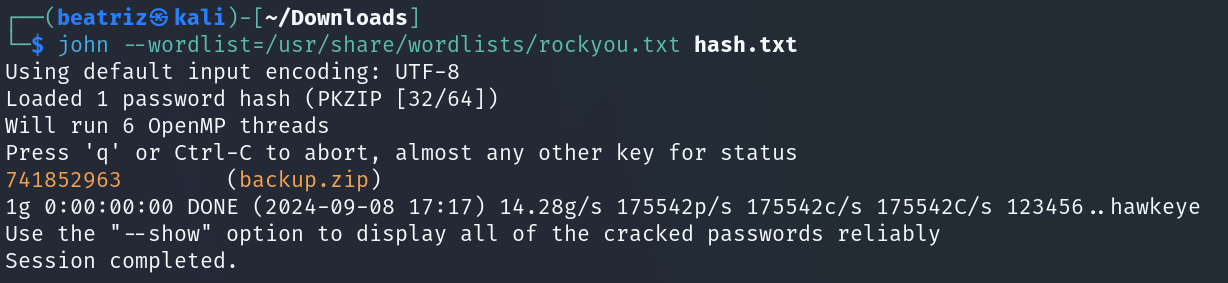 ┌──(beatriz㉿kali)-[~/Downloads]
└─$ john --wordlist=/usr/share/wordlists/rockyou.txt hash.txt
Using default input encoding: UTF-8
Loaded 1 password hash (PKZIP [32/64])
Will run 6 OpenMP threads
Press 'q' or Ctrl-C to abort, almost any other key for status
741852963        (backup.zip)
1g 0:00:00:00 DONE (2024-09-08 17:17) 14.28g/s 175542p/s 175542c/s 175542C/s 123456..hawkeye
Use the "--show" option to display all of the cracked passwords reliably
Session completed.